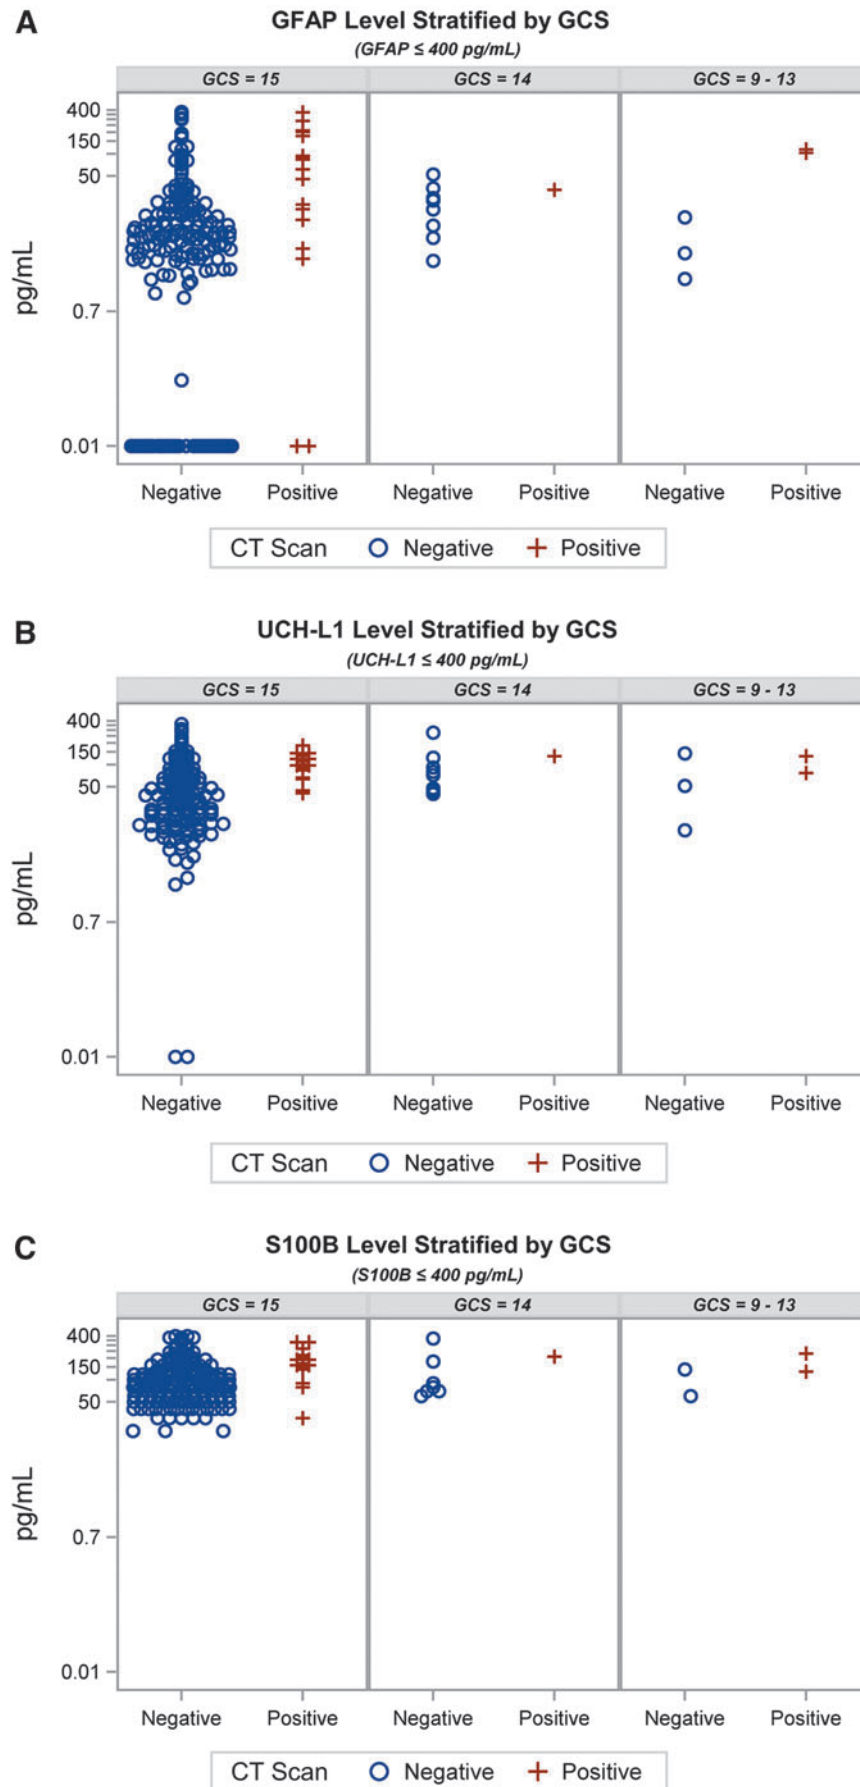 A
GFAP Level Stratified by GCS
(GFAP ≤ 400 pg/mL)
GCS = 15 GCS = 14 GCS = 9 - 13
400
150
50
0.7
0.01
pg/mL
Negative Positive Negative Positive Negative Positive
CT Scan Negative Positive
B
UCH-L1 Level Stratified by GCS
(UCH-L1 ≤ 400 pg/mL)
GCS = 15 GCS = 14 GCS = 9 - 13
400
150
50
0.7
0.01
pg/mL
Negative Positive Negative Positive Negative Positive
CT Scan Negative Positive
C
S100B Level Stratified by GCS
(S100B ≤ 400 pg/mL)
GCS = 15 GCS = 14 GCS = 9 - 13
400
150
50
0.7
0.01
pg/mL
Negative Positive Negative Positive Negative Positive
CT Scan Negative Positive